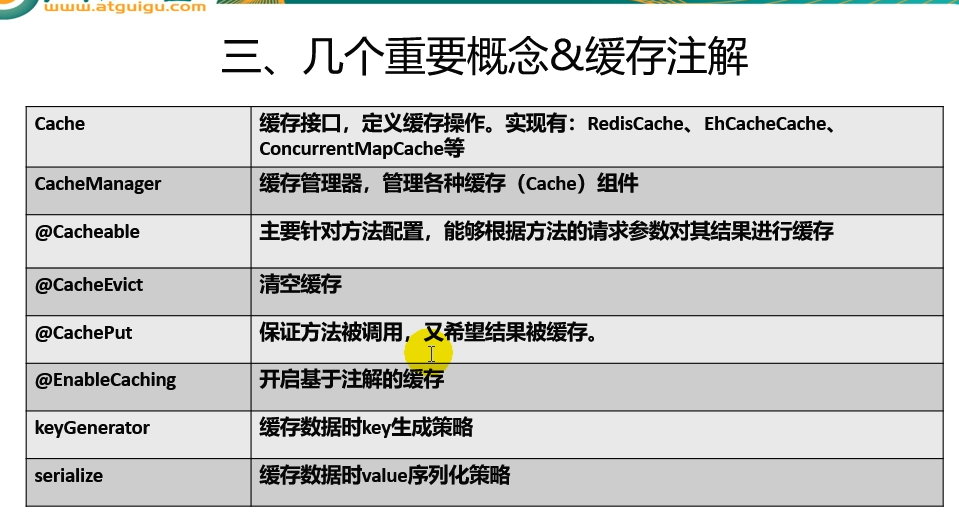 www.atguigu.com
三、几个重要概念&缓存注解
Cache
缓存接口，定义缓存操作。实现有：RedisCache、EhCacheCache、
ConcurrentMapCache等
CacheManager
缓存管理器，管理各种缓存（Cache）组件
@Cacheable
主要针对方法配置，能够根据方法的请求参数对其结果进行缓存
@CacheEvict
清空缓存
@CachePut
保证方法被调用，又希望结果被缓存。
@EnableCaching
开启基于注解的缓存
keyGenerator
缓存数据时key生成策略
serialize
缓存数据时value序列化策略